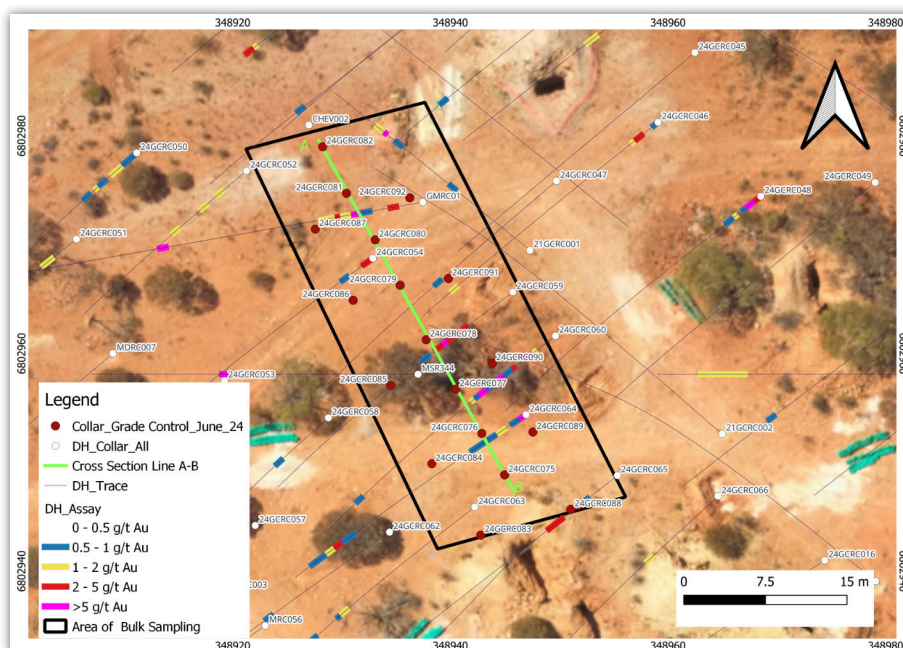 348920
348940
348960
348980
24GCRC045
CHEV002
24GCRC046
6802980
6802980
A
24GCRC082
24GCRC050
24GCRC052
24GCRC047
24GCRC049
24GCRC081
24GCRC092
GMRC01
24GCRC048
24GCRC087
24GCRC051
24GCRC080
21GCRC001
24GCRC054
24GCRC079
24GCRC091
24GCRC059
24GCRC086
24GCRC078
24GCRC060
MDRC007
6802960
6802960
24GCRC090
24GCRC053
MSR344
24GCRC085
24GCRC077
24GCRC058
24GCRC064
24GCRC076
24GCRC089
21GCRC002
24GCRC084
24GCRC075
24GCRC065
B
24GCRC063
24GCRC066
24GCRC088
24GCRC057
24GCRC062
24GCRC083
6802940
6802940
24GCRC016
003
MRC056
Legend
Collar_Grade Control_June_24
DH_Collar_All
Cross Section Line A-B
DH_Trace
DH_Assay
0 - 0.5 g/t Au
0.5 - 1 g/t Au
1 - 2 g/t Au
2 - 5 g/t Au
>5 g/t Au
Area of Bulk Sampling
0 7.5 15 m
348920
348940
348960
348980